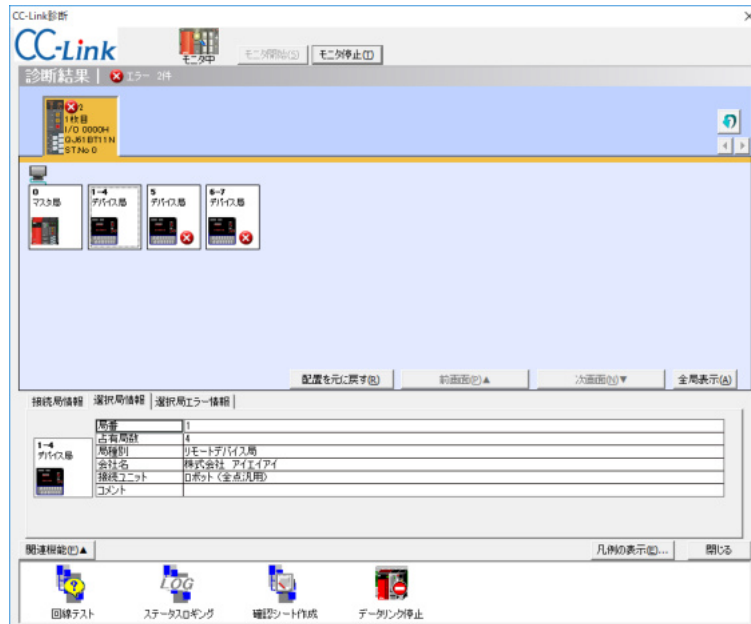 CC-Link診断
CC-Link
モニタ中
モニタ開始(S)
モニタ停止(T)
診断結果 | エラー 2件
2
1枚目
I/O 0000H
QJ61BT11N
ST.No 0
0
マスタ局
1-4
デバイス局
5
デバイス局
6-7
デバイス局
配置を元に戻す(R)
前画面(P)▲
次画面(N)▼
全局表示(A)
接続局情報
選択局情報
選択局エラー情報
1-4
デバイス局
局番 1
占有局数 4
局種別 リモートデバイス局
会社名 株式会社 アイエイアイ
接続ユニット ロボット(全点汎用)
コメント
関連機能(F)▲
凡例の表示(E)...
閉じる
回線テスト
LOG
ステータスロギング
確認シート作成
データリンク停止